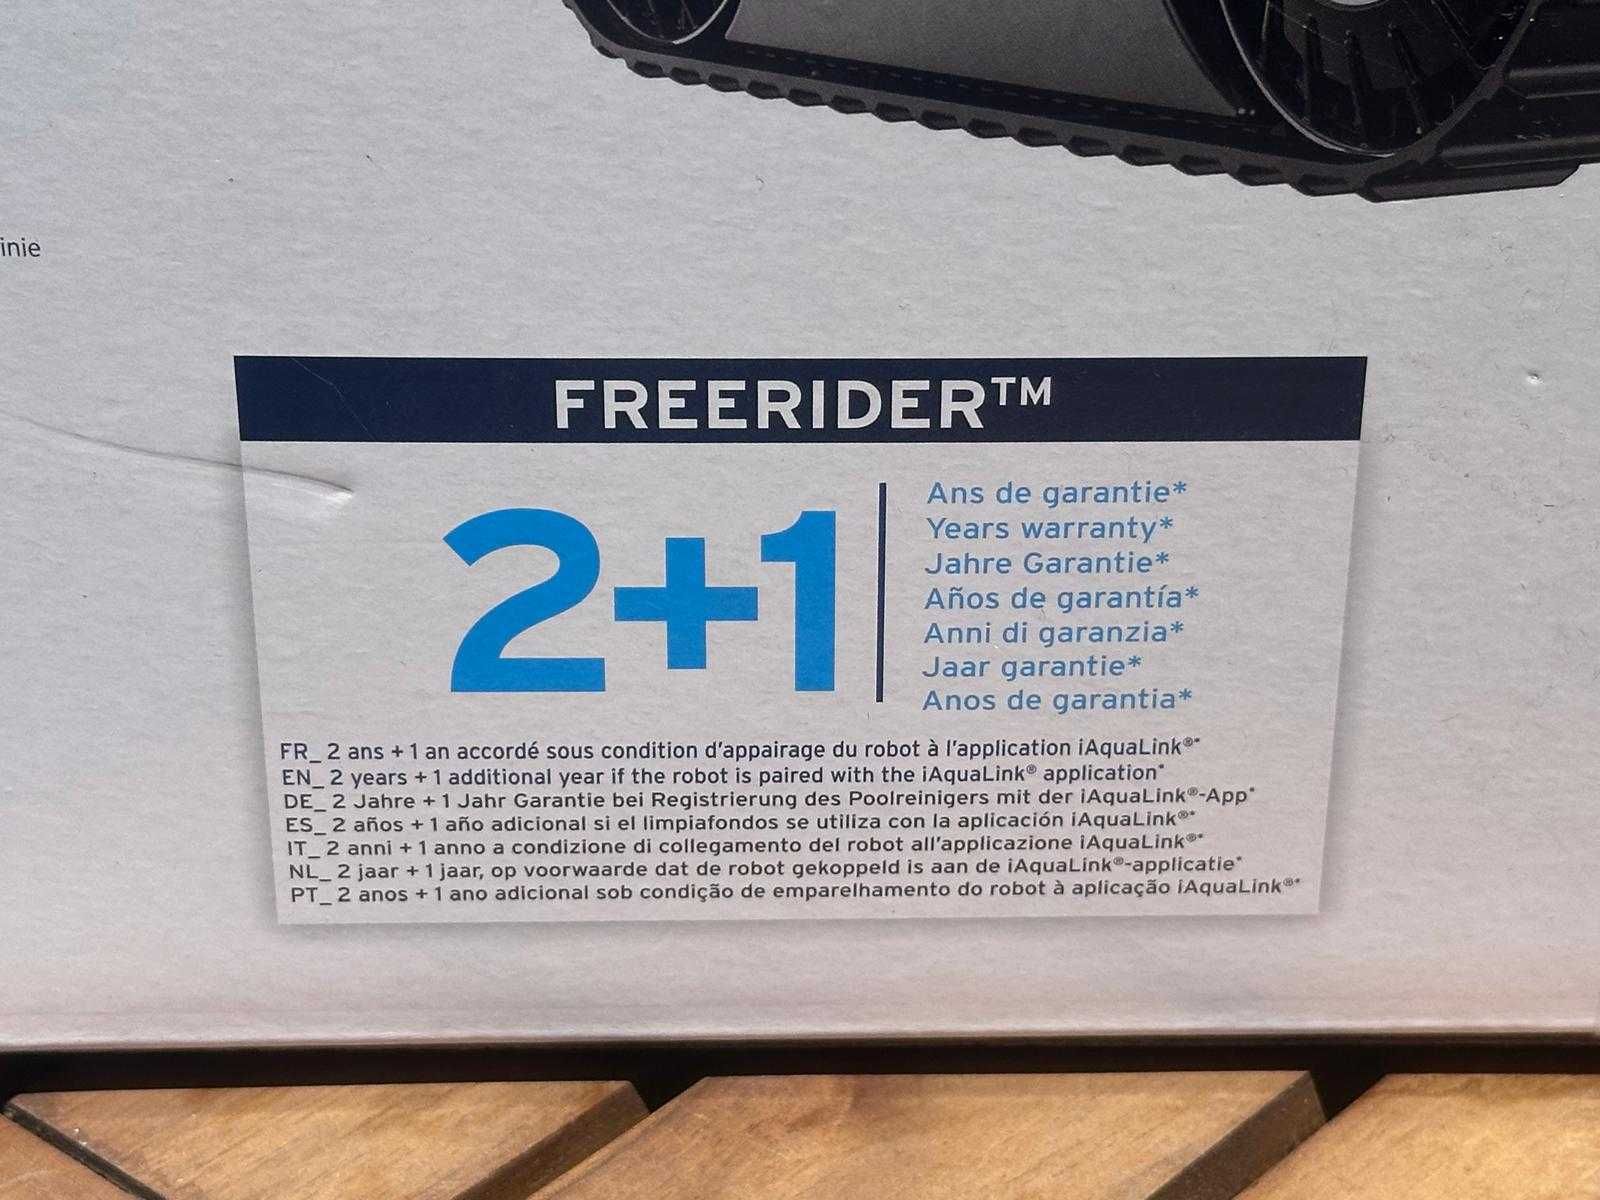 inie
FREERIDER™
2+1
Ans de garantie*
Years warranty*
Jahre Garantie*
Años de garantía*
Anni di garanzia*
Jaar garantie*
Anos de garantia*
FR_ 2 ans + 1 an accordé sous condition d'appairage du robot à l'application iAquaLink®*
EN_ 2 years + 1 additional year if the robot is paired with the iAquaLink® application*
DE_ 2 Jahre + 1 Jahr Garantie bei Registrierung des Poolreinigers mit der iAquaLink®-App*
ES_ 2 años + 1 año adicional si el limpiafondos se utiliza con la aplicación iAquaLink®*
IT_ 2 anni + 1 anno a condizione di collegamento del robot all'applicazione iAquaLink®*
NL_ 2 jaar + 1 jaar, op voorwaarde dat de robot gekoppeld is aan de iAquaLink®-applicatie*
PT_ 2 anos + 1 ano adicional sob condição de emparelhamento do robot à aplicação iAquaLink®*